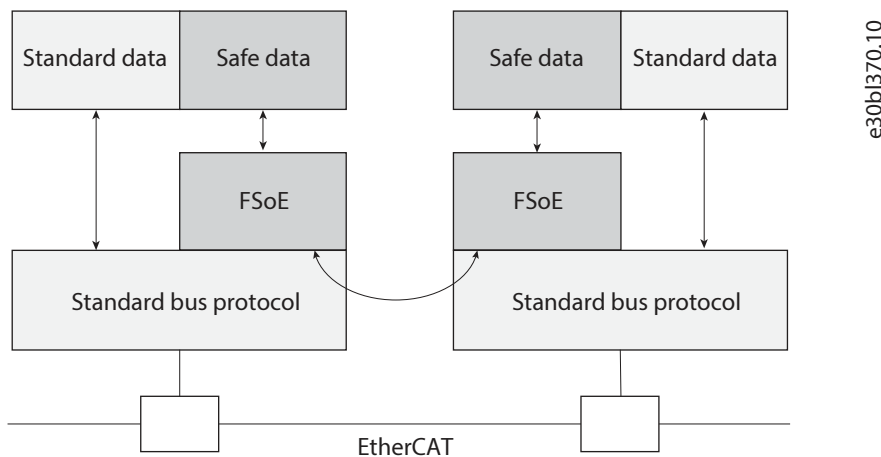 Standard data
Safe data
Safe data
Standard data
FSoE
FSoE
Standard bus protocol
Standard bus protocol
EtherCAT
e30bl370.10